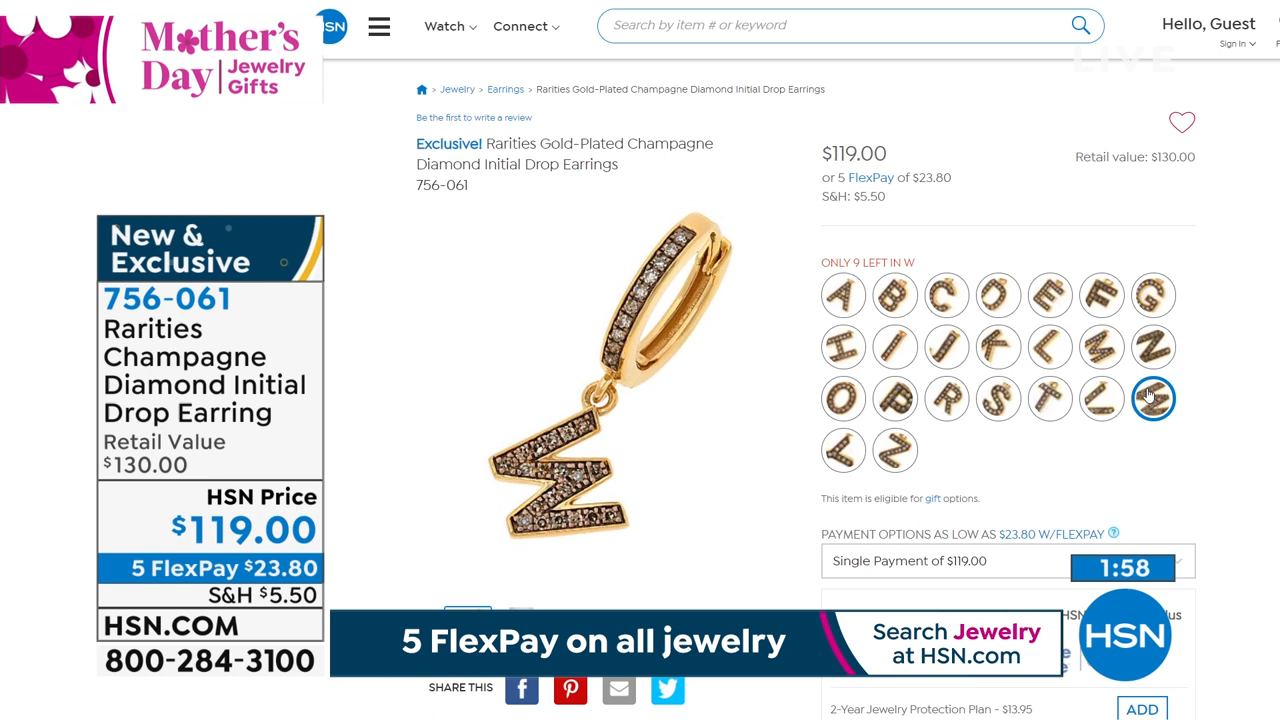 Mother's
Day Jewelry
Gifts
HSN
Watch
Connect
Search by item # or keyword
Hello, Guest
Sign In
F
LIVE
> Jewelry > Earrings > Rarities Gold-Plated Champagne Diamond Initial Drop Earrings
Be the first to write a review
Exclusive! Rarities Gold-Plated Champagne
Diamond Initial Drop Earrings
756-061
$119.00
Retail value: $130.00
or 5 FlexPay of $23.80
S&H: $5.50
ONLY 9 LEFT IN W
A B C D E F G
H I J K L M N
O P R S T L W
Y Z
W
This item is eligible for gift options.
PAYMENT OPTIONS AS LOW AS $23.80 W/FLEXPAY ?
Single Payment of $119.00
1:58
New &
Exclusive
756-061
Rarities
Champagne
Diamond Initial
Drop Earring
Retail Value
$130.00
HSN Price
$119.00
5 FlexPay $23.80
S&H $5.50
HSN.COM
800-284-3100
5 FlexPay on all jewelry
Search Jewelry
at HSN.com
HSN
SHARE THIS
2-Year Jewelry Protection Plan - $13.95
ADD